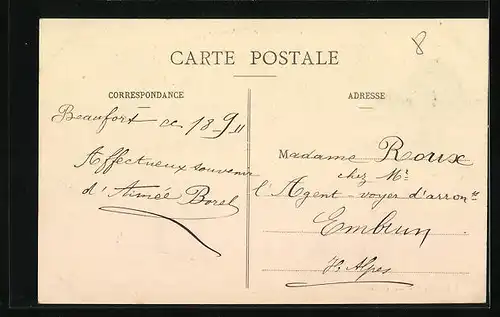 8
CARTE POSTALE
CORRESPONDANCE
ADRESSE
Beaufort ce 18-9-11
Affectueux souvenir
d'Aimée Borel
Madame Roux
chez Mr
l'Agent-voyer d'arront
Embrun
H. Alpes